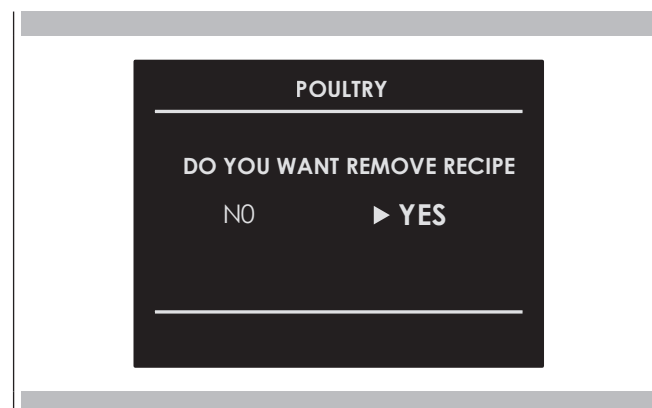 POULTRY
DO YOU WANT REMOVE RECIPE
N0 ▶ YES